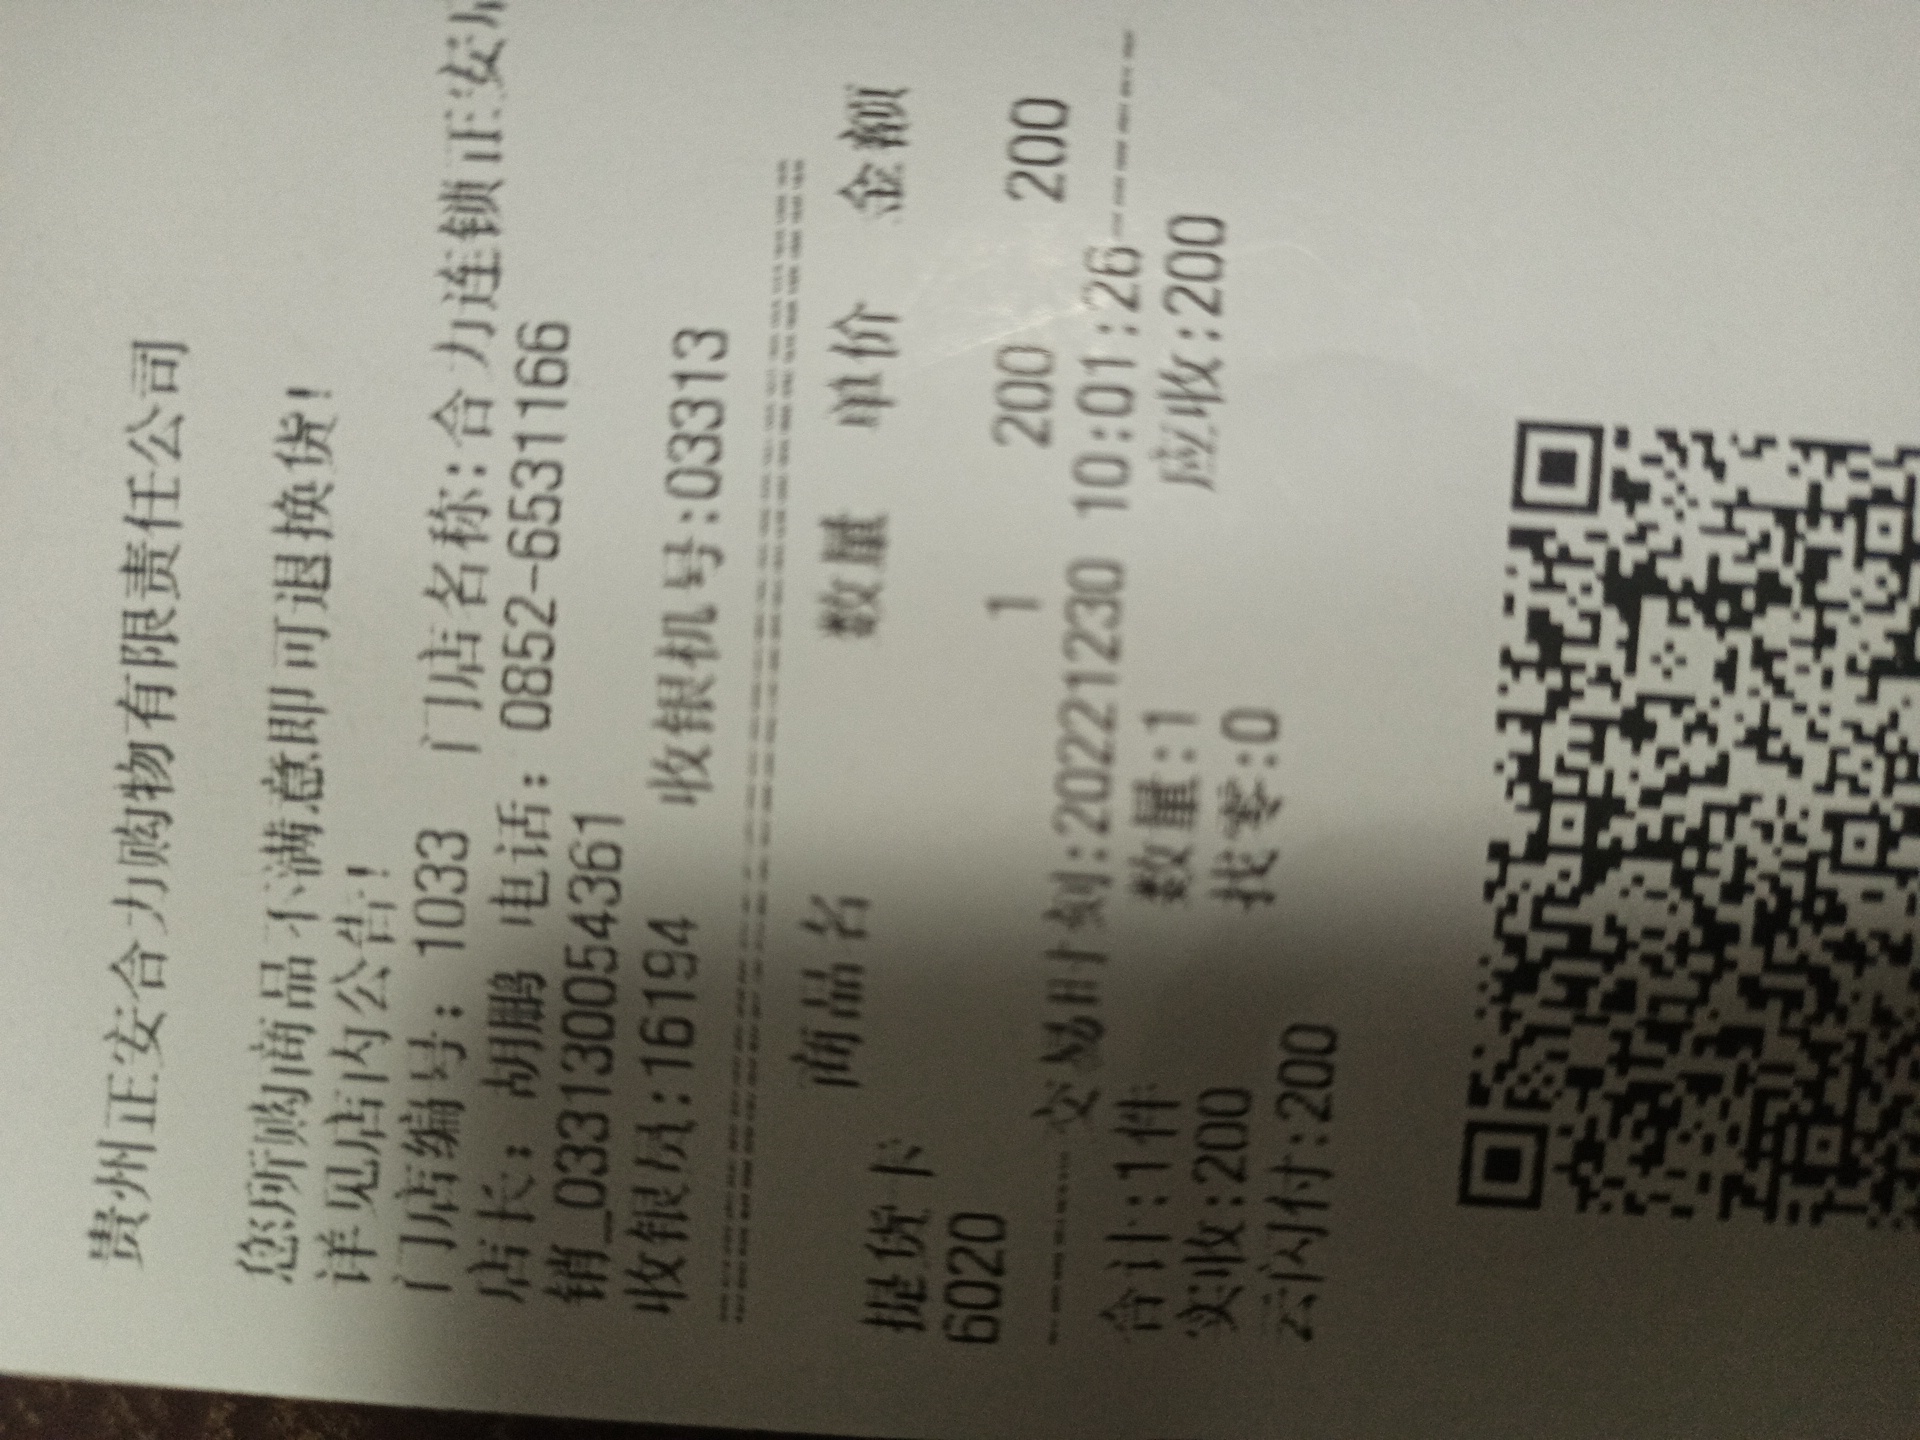 贵州正安合力购物有限责任公司
您所购商品不满意即可退换货!
详见店内公告!
门店编号: 1033 门店名称:合力连锁正安
店长: 胡鹏 电话: 0852-6531166
销_033130054361
收银员:16194 收银机号:03313
商品名 数量 单价 金额
提货卡
6020 1 200 200
交易时刻:20221230 10:01:26
合计:1件 数量:1 应收:200
实收:200 找零:0
云闪付:200